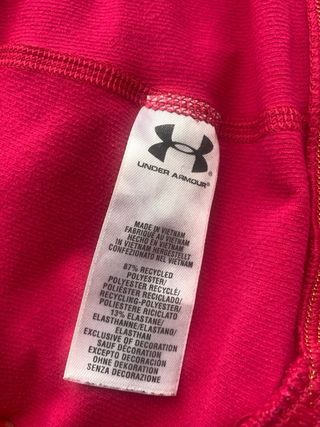 UNDER ARMOUR®
MADE IN VIETNAM
FABRIQUÉ AU VIETNAM
HECHO EN VIETNAM
IN VIETNAM HERGESTELLT
CONFEZIONATO NEL VIETNAM
87% RECYCLED
POLYESTER/
POLYESTER RECYCLÉ/
POLIÉSTER RECICLADO/
RECYCLING-POLYESTER/
POLIESTERE RICICLATO
13% ELASTANE/
ELASTHANNE/ELASTANO/
ELASTHAN
EXCLUSIVE OF DECORATION
SAUF DÉCORATION
EXCEPTO DECORACIÓN
OHNE DEKORATION
SENZA DECORAZIONE